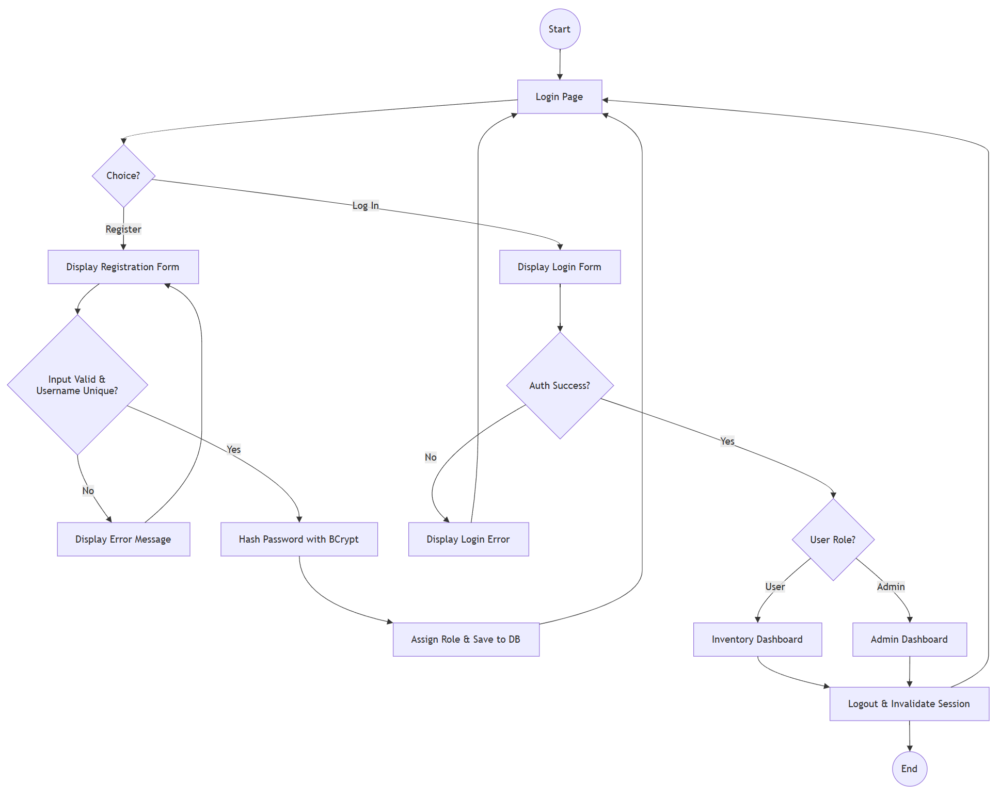 Start
Login Page
Choice?
Log In
Register
Display Registration Form
Display Login Form
Input Valid &
Username Unique?
Auth Success?
Yes
Yes
No
No
Display Error Message
Hash Password with BCrypt
Display Login Error
User Role?
User
Admin
Assign Role & Save to DB
Inventory Dashboard
Admin Dashboard
Logout & Invalidate Session
End